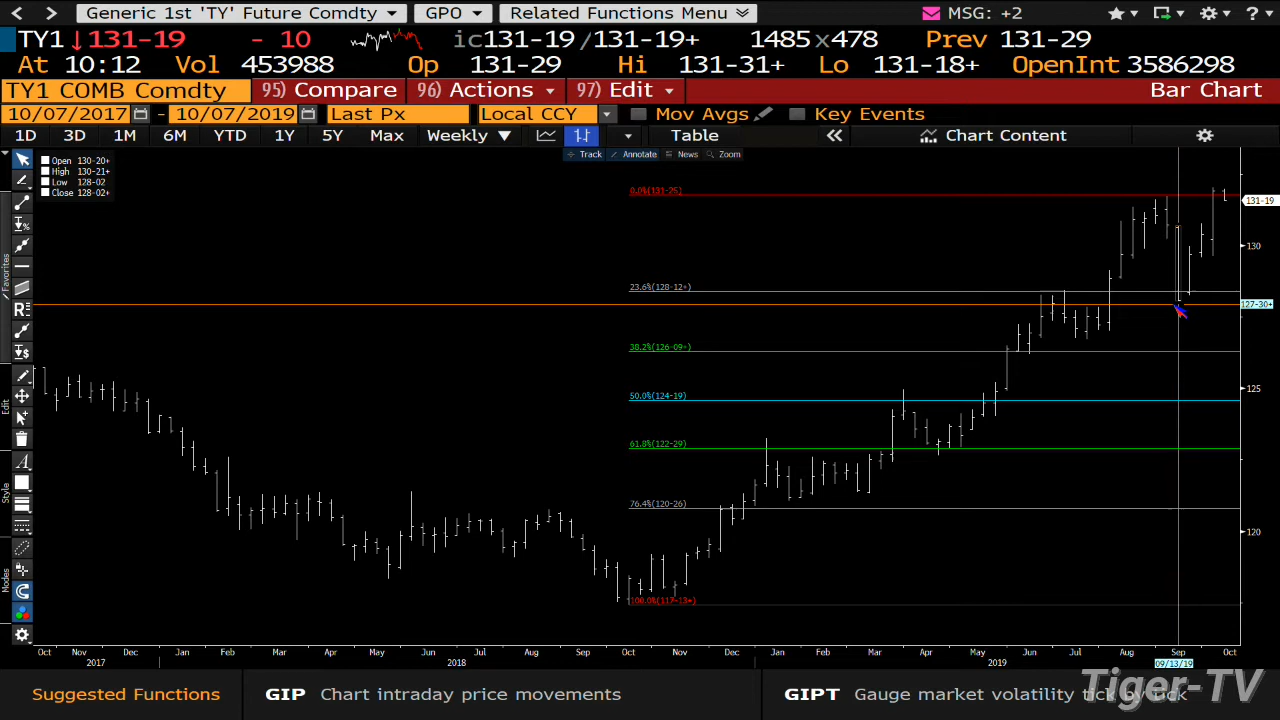 Generic 1st 'TY' Future Comdty GPO Related Functions Menu MSG: +2
TY1 131-19 - 10 ic131-19 /131-19+ 1485x478 Prev 131-29
At 10:12 Vol 453988 Op 131-29 Hi 131-31+ Lo 131-18+ OpenInt 3586298
TY1 COMB Comdty 95) Compare 96) Actions 97) Edit Bar Chart
10/07/2017 - 10/07/2019 Last Px Local CCY Mov Avgs Key Events
1D 3D 1M 6M YTD 1Y 5Y Max Weekly Table Chart Content
Track Annotate News Zoom
Open 130-20+
High 130-21+
Low 128-02
Close 128-02+
0.0%(131-25)
131-19
130
23.6%(128-12+)
127-30+
38.2%(126-09+)
125
50.0%(124-19)
61.8%(122-29)
76.4%(120-26)
120
100.0%(117-13+)
Favorites
Edit
Style
Modes
Oct Nov Dec Jan Feb Mar Apr May Jun Jul Aug Sep Oct Nov Dec Jan Feb Mar Apr May Jun Jul Aug Sep Oct
2017 2018 2019 09/13/19
Suggested Functions GIP Chart intraday price movements GIPT Gauge market volatility tick by tick
Tiger-TV